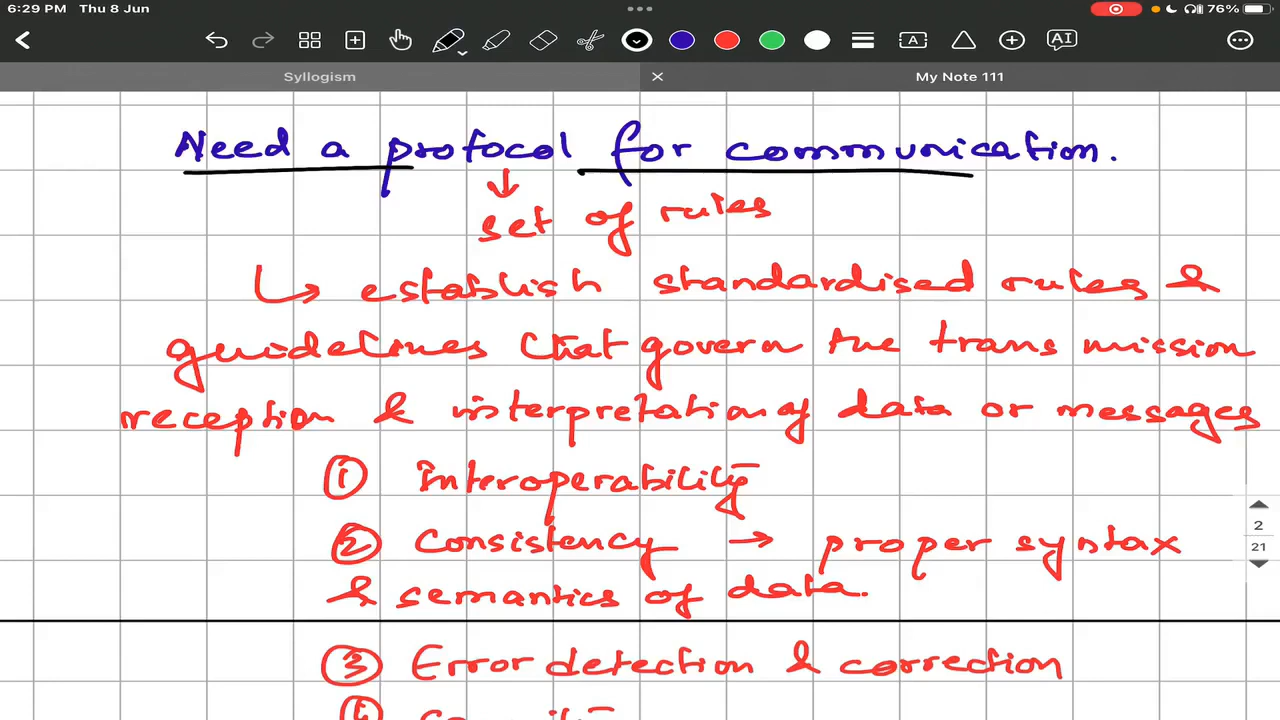 6:29 PM Thu 8 Jun
76%
A
AI
Syllogism
My Note 111
Need a protocol for communication.
set of rules
establish standardised rules &
guidelines that govern the transmission
reception & interpretation of data or messages
① Interoperability
② Consistency → proper syntax
& semantics of data.
2
21
③ Error detection & correction
④